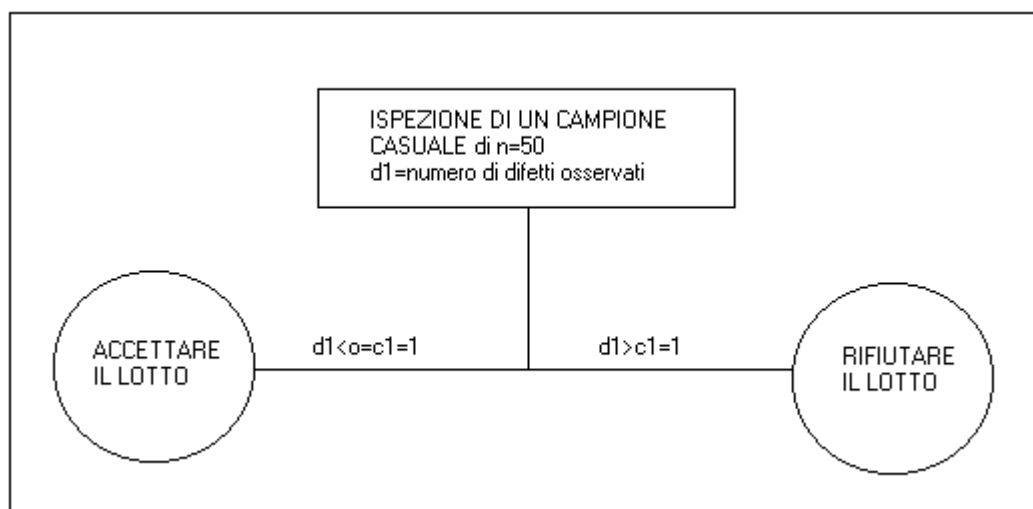 ISPEZIONE DI UN CAMPIONE
CASUALE di n=50
d1=numero di difetti osservati
ACCETTARE
IL LOTTO
d1<o=c1=1
d1>c1=1
RIFIUTARE
IL LOTTO